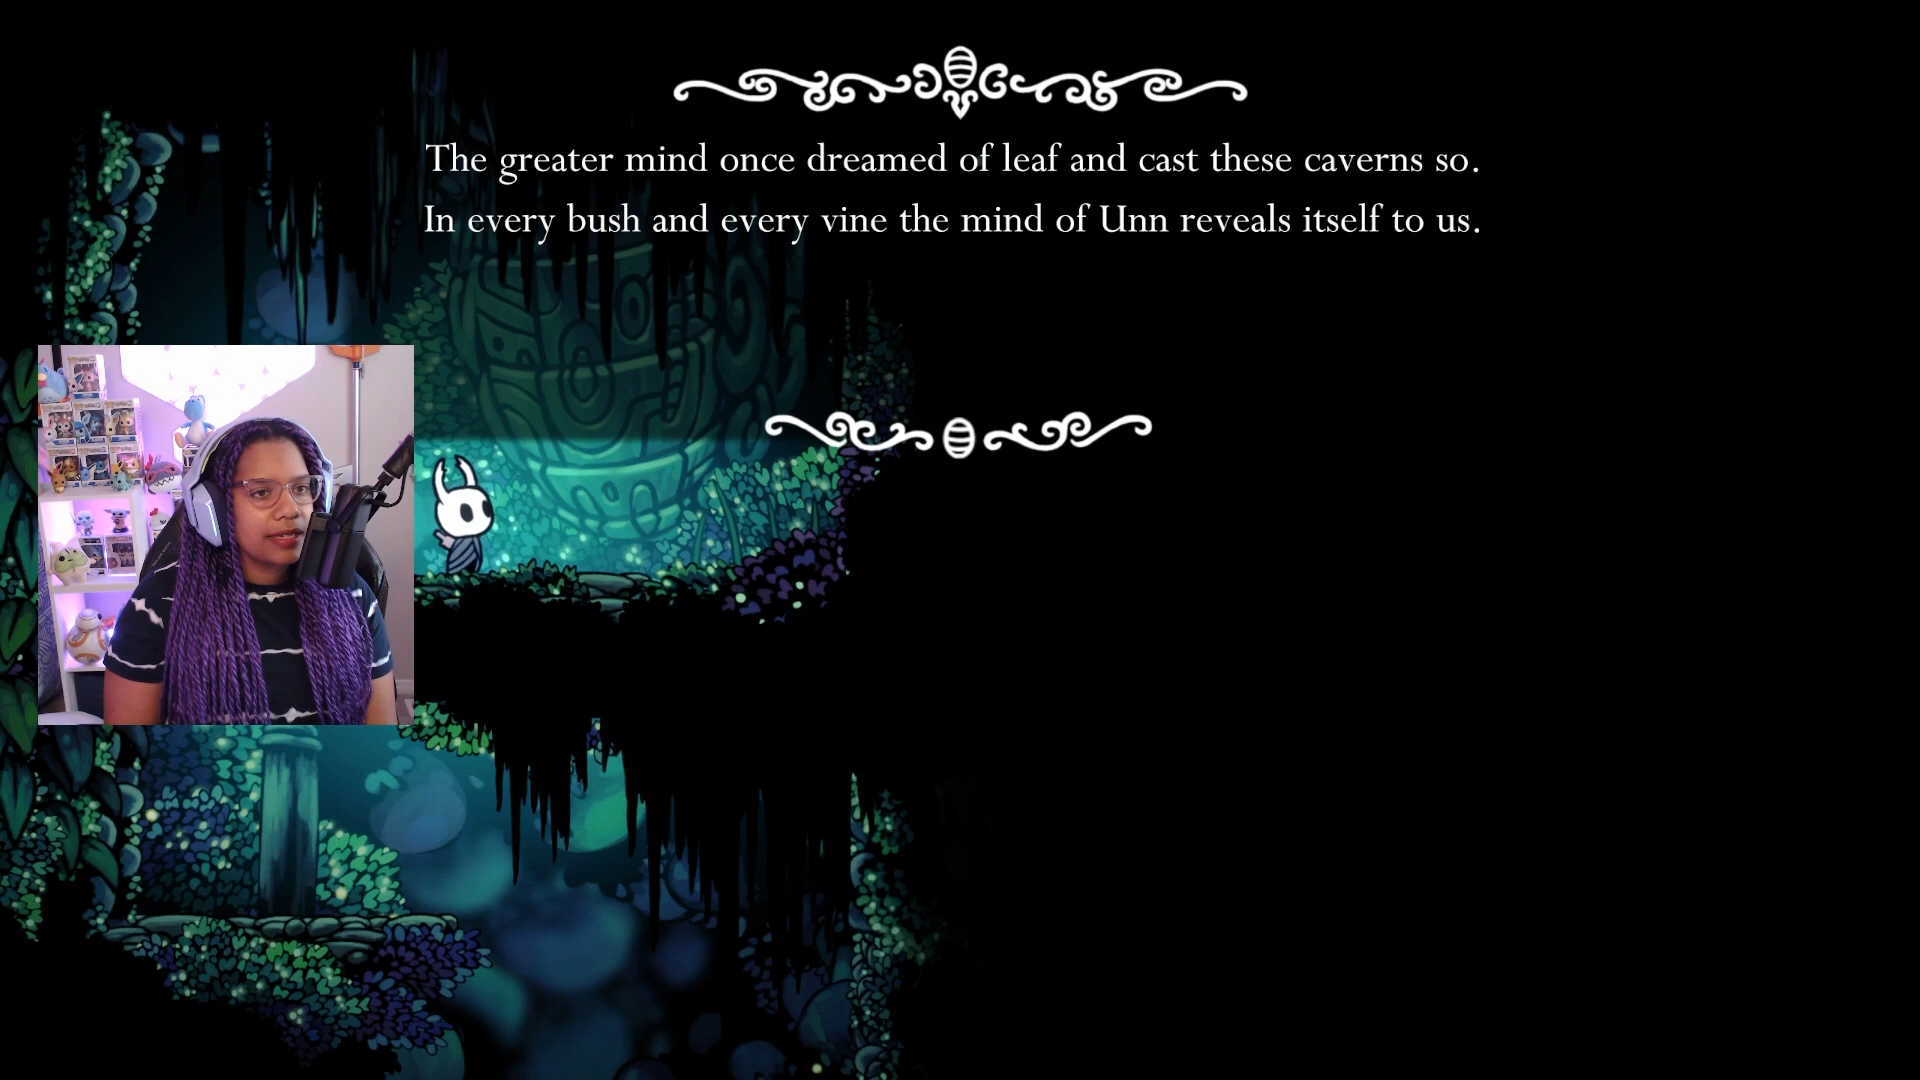 The greater mind once dreamed of leaf and cast these caverns so.
In every bush and every vine the mind of Unn reveals itself to us.